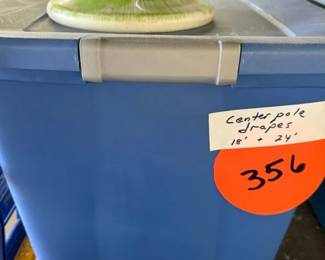 Center pole
drapes
18' + 24'
356